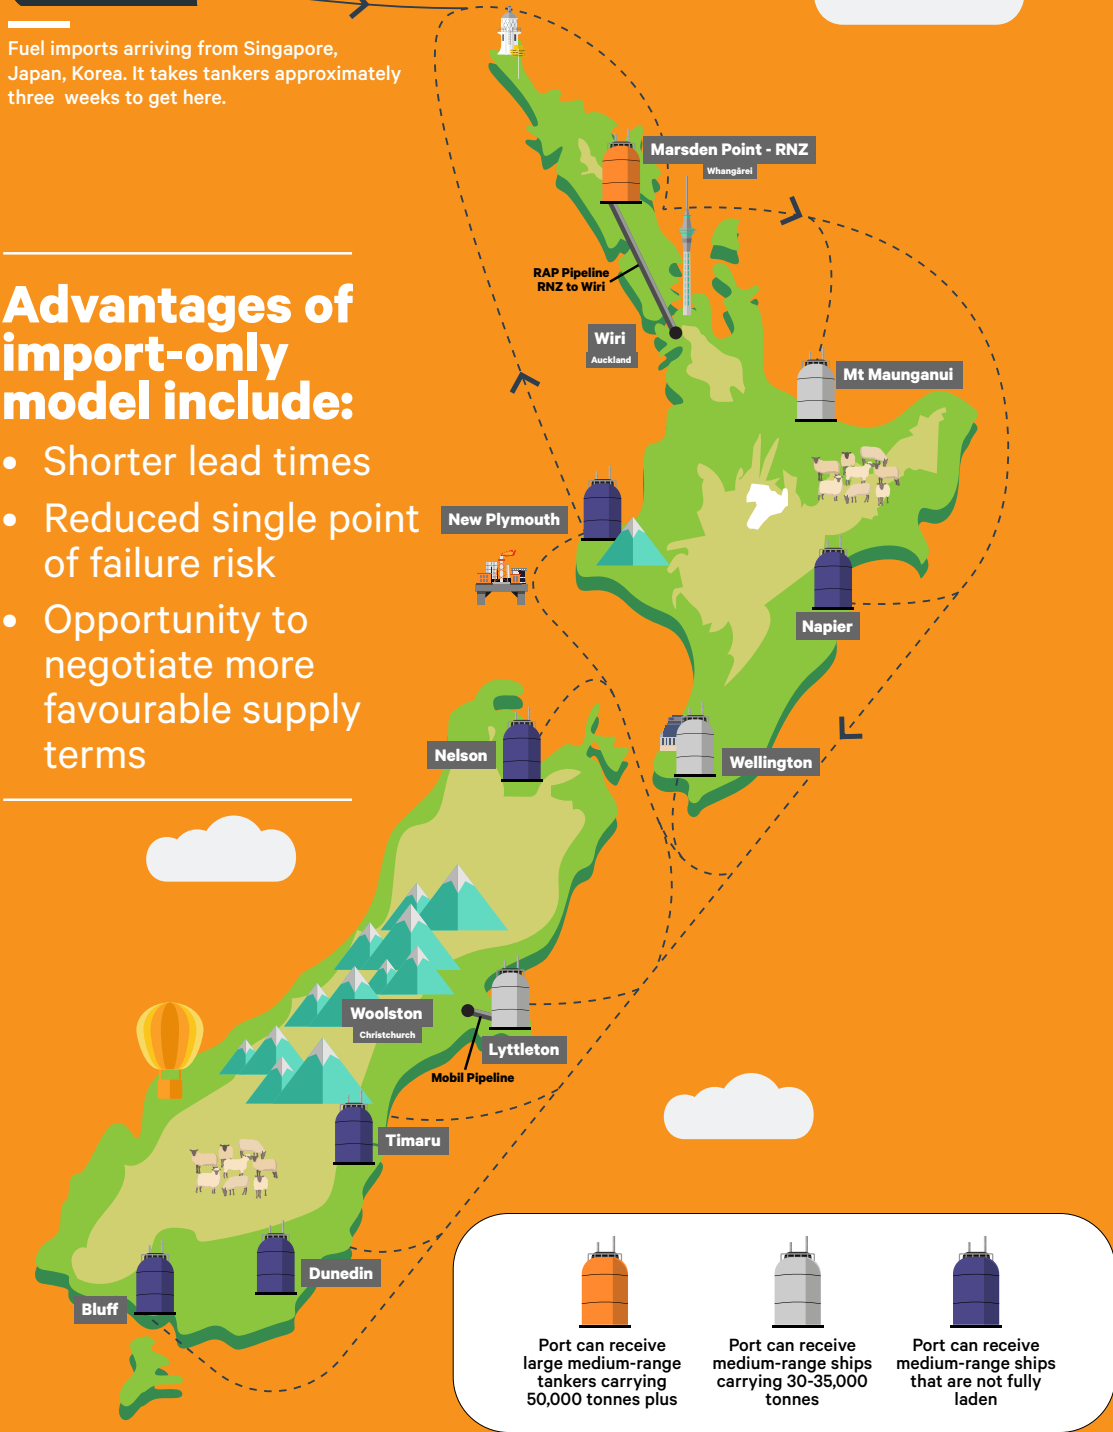 Fuel imports arriving from Singapore,
Japan, Korea. It takes tankers approximately
three weeks to get here.
Marsden Point - RNZ
Whangārei
RAP Pipeline
RNZ to Wiri
Wiri
Auckland
Mt Maunganui
Advantages of
import-only
model include:
• Shorter lead times
• Reduced single point
of failure risk
• Opportunity to
negotiate more
favourable supply
terms
New Plymouth
Napier
Nelson
Wellington
Woolston
Christchurch
Lyttleton
Mobil Pipeline
Timaru
Dunedin
Bluff
Port can receive
large medium-range
tankers carrying
50,000 tonnes plus
Port can receive
medium-range ships
carrying 30-35,000
tonnes
Port can receive
medium-range ships
that are not fully
laden